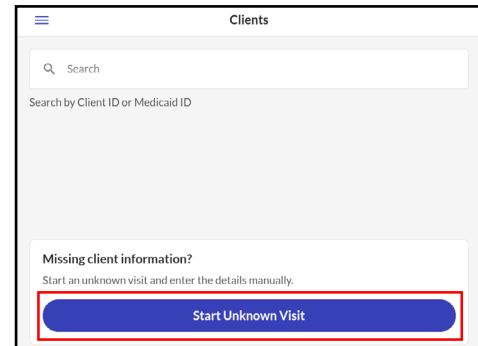 Clients
Search
Search by Client ID or Medicaid ID
Missing client information?
Start an unknown visit and enter the details manually.
Start Unknown Visit